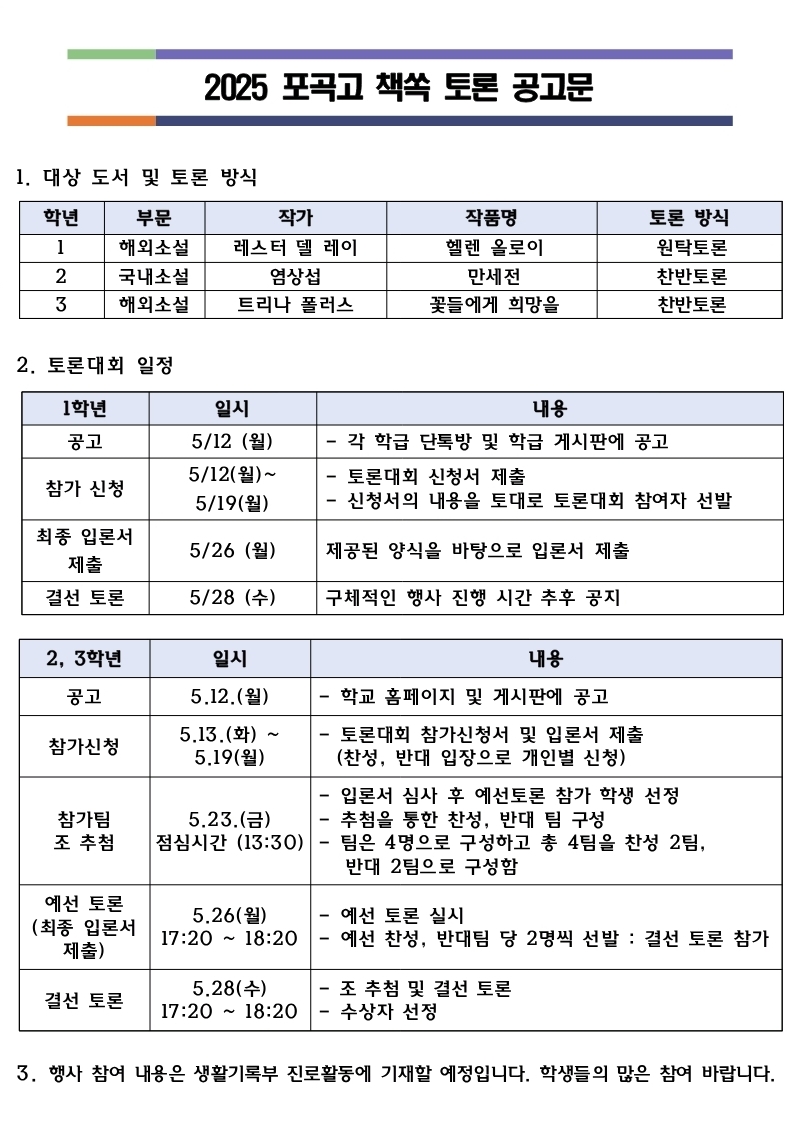 2025 포곡고 책쏙 토론 공고문
1. 대상 도서 및 토론 방식
학년 부문 작가 작품명 토론 방식
1 해외소설 레스터 델 레이 헬렌 올로이 원탁토론
2 국내소설 염상섭 만세전 찬반토론
3 해외소설 트리나 폴러스 꽃들에게 희망을 찬반토론
2. 토론대회 일정
1학년 일시 내용
공고 5/12 (월) - 각 학급 단톡방 및 학급 게시판에 공고
참가 신청 5/12(월)~
5/19(월)
- 토론대회 신청서 제출
- 신청서의 내용을 토대로 토론대회 참여자 선발
최종 입론서
제출
5/26 (월) 제공된 양식을 바탕으로 입론서 제출
결선 토론 5/28 (수) 구체적인 행사 진행 시간 추후 공지
2, 3학년 일시 내용
공고 5.12.(월) - 학교 홈페이지 및 게시판에 공고
참가신청 5.13.(화) ~
5.19(월)
- 토론대회 참가신청서 및 입론서 제출
(찬성, 반대 입장으로 개인별 신청)
참가팀
조 추첨
5.23.(금)
점심시간 (13:30)
- 입론서 심사 후 예선토론 참가 학생 선정
- 추첨을 통한 찬성, 반대 팀 구성
- 팀은 4명으로 구성하고 총 4팀을 찬성 2팀,
반대 2팀으로 구성함
예선 토론
(최종 입론서
제출)
5.26(월)
17:20 ~ 18:20
- 예선 토론 실시
- 예선 찬성, 반대팀 당 2명씩 선발 : 결선 토론 참가
결선 토론 5.28(수)
17:20 ~ 18:20
- 조 추첨 및 결선 토론
- 수상자 선정
3. 행사 참여 내용은 생활기록부 진로활동에 기재할 예정입니다. 학생들의 많은 참여 바랍니다.